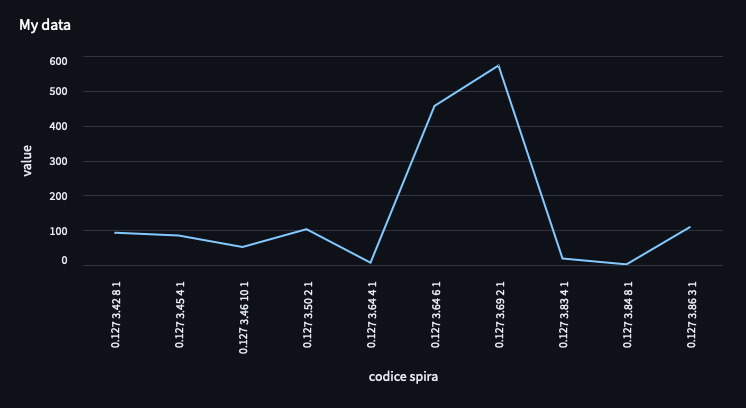 My data
600
500
400
300
200
100
0
value
0.127 3.42 8 1
0.127 3.45 4 1
0.127 3.46 10 1
0.127 3.50 2 1
0.127 3.64 4 1
0.127 3.64 6 1
0.127 3.69 2 1
0.127 3.83 4 1
0.127 3.84 8 1
0.127 3.86 3 1
codice spira